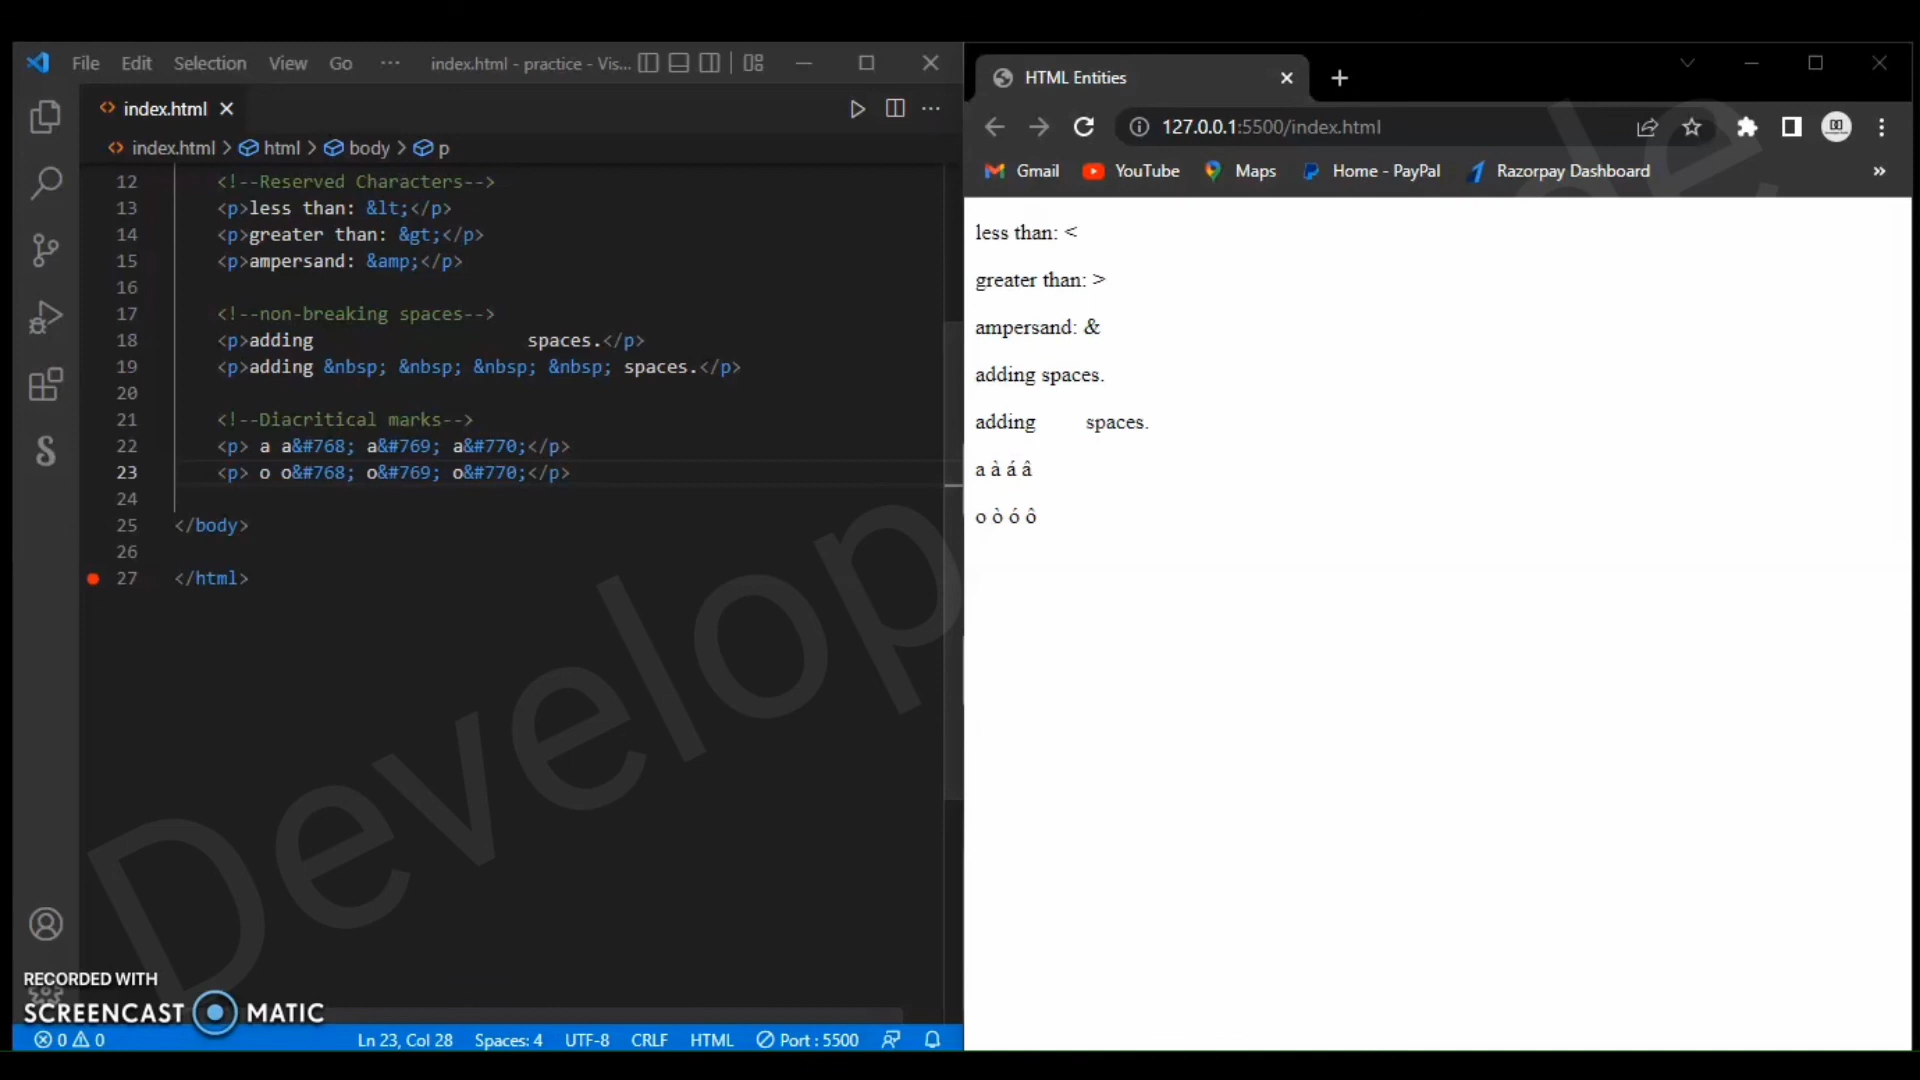 File Edit Selection View Go ··· index.html - practice - Vis...
index.html
index.html > html > body > p
12 <!--Reserved Characters-->
13 <p>less than: &lt;</p>
14 <p>greater than: &gt;</p>
15 <p>ampersand: &amp;</p>
16
17 <!--non-breaking spaces-->
18 <p>adding                    spaces.</p>
19 <p>adding &nbsp; &nbsp; &nbsp; &nbsp; spaces.</p>
20
21 <!--Diacritical marks-->
22 <p> a a&#768; a&#769; a&#770;</p>
23 <p> o o&#768; o&#769; o&#770;</p>
24
25 </body>
26
27 </html>
RECORDED WITH
SCREENCAST MATIC
0 0 Ln 23, Col 28 Spaces: 4 UTF-8 CRLF HTML Port : 5500
HTML Entities
127.0.0.1:5500/index.html
Gmail YouTube Maps Home - PayPal Razorpay Dashboard »
less than: <
greater than: >
ampersand: &
adding spaces.
adding         spaces.
a à á â
o ò ó ô